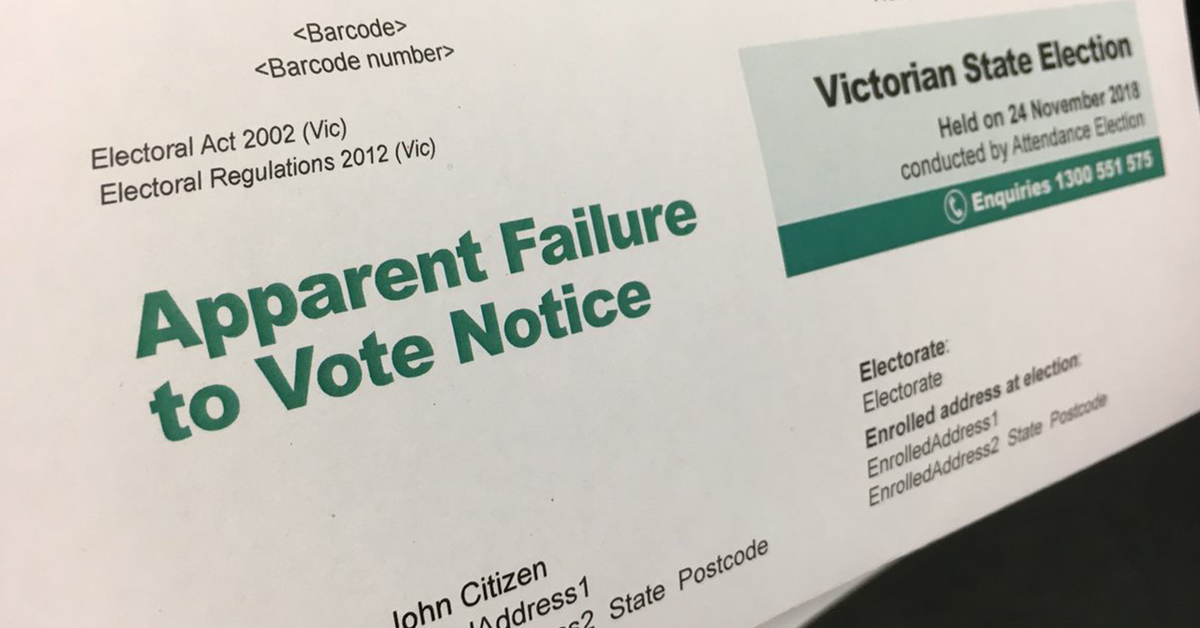 <Barcode>
<Barcode number>
Electoral Act 2002 (Vic)
Electoral Regulations 2012 (Vic)
Apparent Failure
to Vote Notice
Victorian State Election
Held on 24 November 2018
conducted by Attendance Election
Enquiries 1300 551 575
Electorate:
Electorate
Enrolled address at election:
EnrolledAddress1
EnrolledAddress2 State Postcode
John Citizen
State Postcode